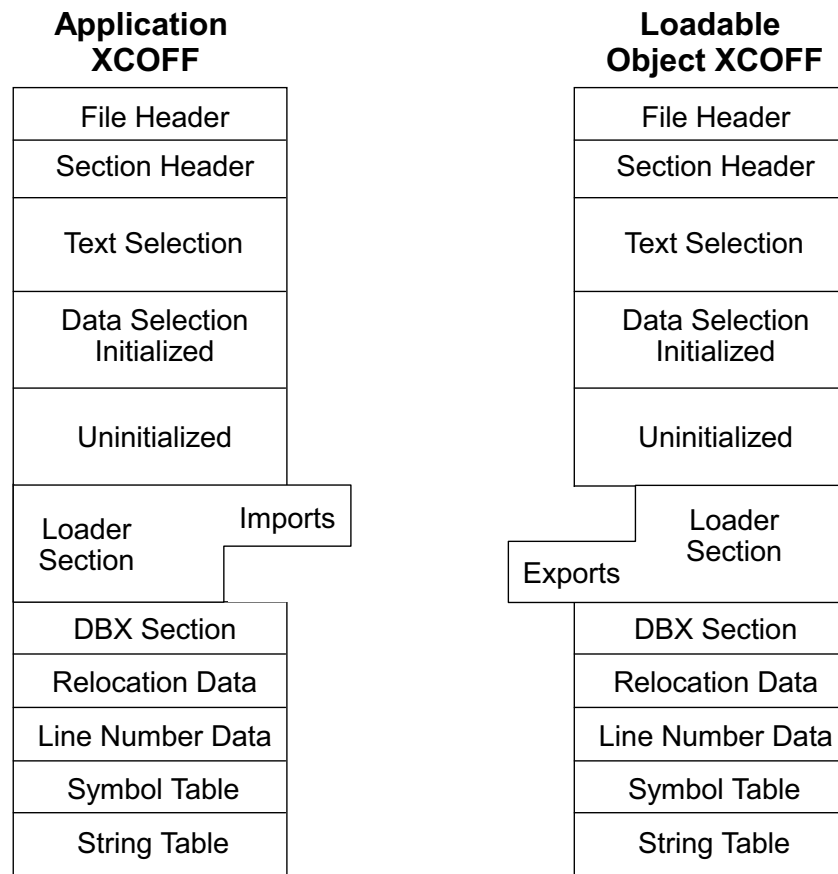 Application
XCOFF
File Header
Section Header
Text Selection
Data Selection
Initialized
Uninitialized
Loader
Section
Imports
DBX Section
Relocation Data
Line Number Data
Symbol Table
String Table
Loadable
Object XCOFF
File Header
Section Header
Text Selection
Data Selection
Initialized
Uninitialized
Loader
Section
Exports
DBX Section
Relocation Data
Line Number Data
Symbol Table
String Table